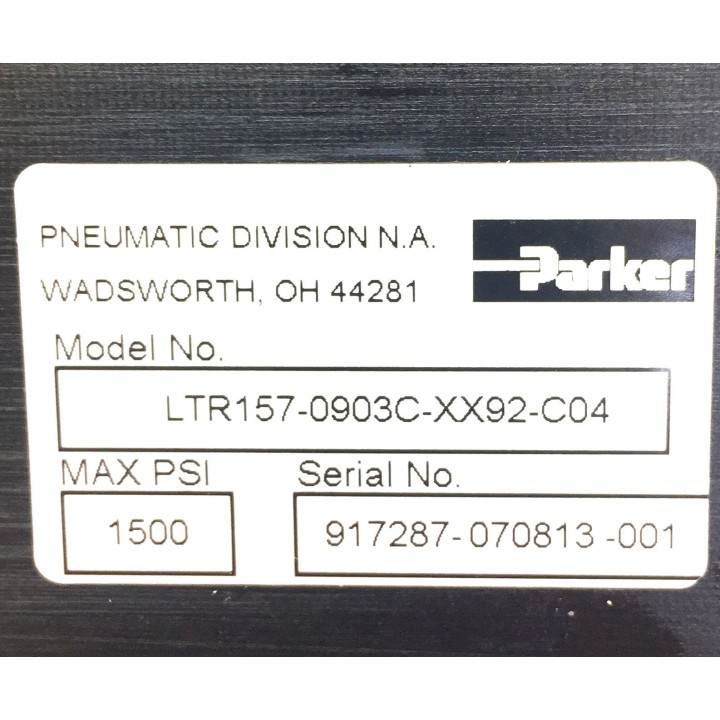 PNEUMATIC DIVISION N.A.
Parker
WADSWORTH, OH 44281
Model No.
LTR157-0903C-XX92-C04
MAX PSI
Serial No.
1500
917287-070813-001